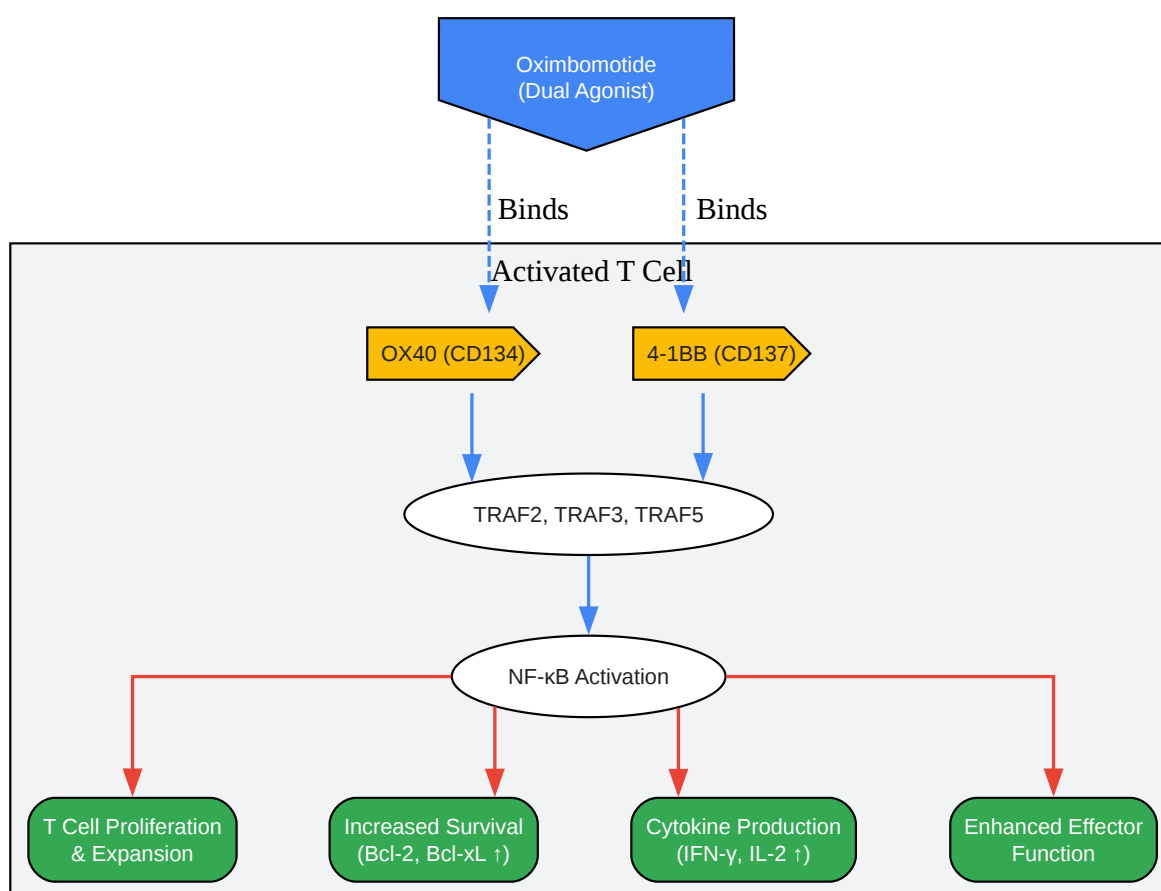 Oximbomotide
(Dual Agonist)
Binds
Binds
Activated T Cell
OX40 (CD134)
4-1BB (CD137)
TRAF2, TRAF3, TRAF5
NF-κB Activation
T Cell Proliferation
& Expansion
Increased Survival
(Bcl-2, Bcl-xL ↑)
Cytokine Production
(IFN-γ, IL-2 ↑)
Enhanced Effector
Function